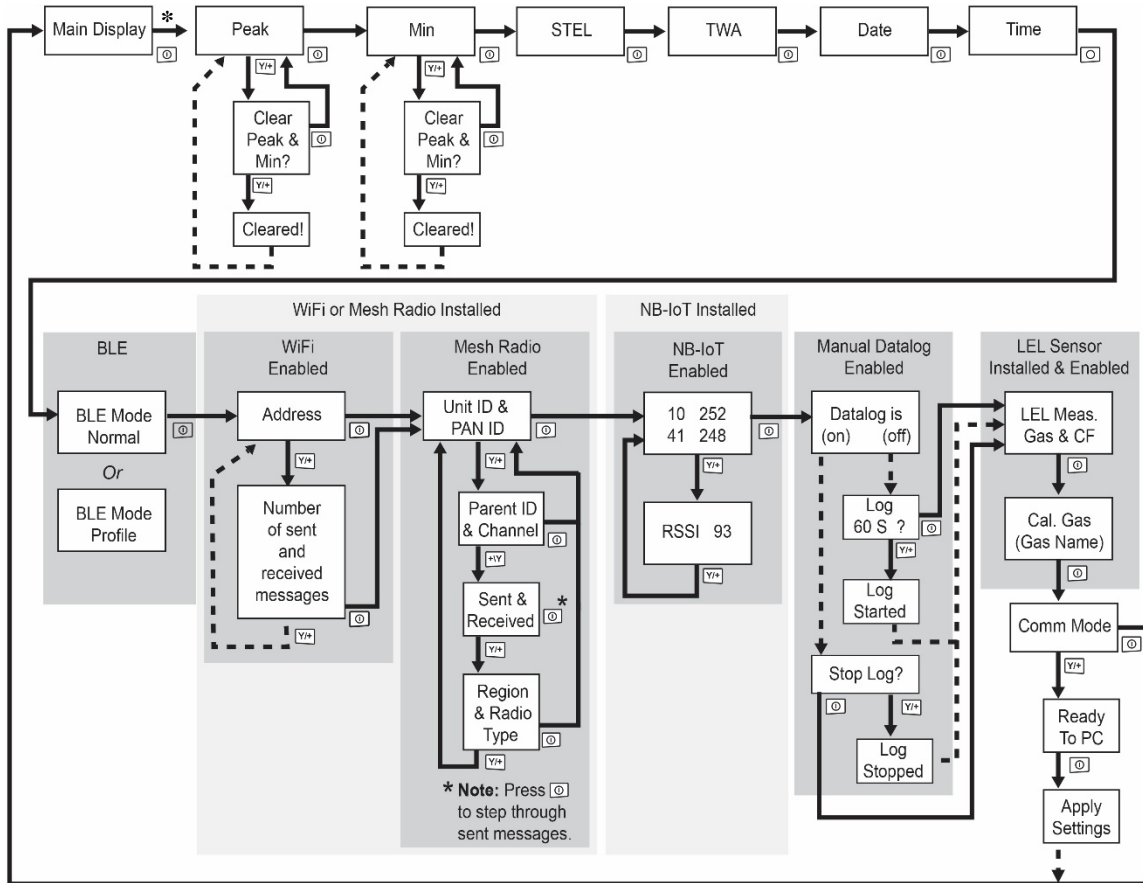 Main Display
*
Peak
Min
STEL
TWA
Date
Time
Y/+
Y/+
Clear
Peak &
Min?
Clear
Peak &
Min?
Y/+
Y/+
Cleared!
Cleared!
WiFi or Mesh Radio Installed
NB-IoT Installed
BLE
WiFi
Enabled
Mesh Radio
Enabled
NB-IoT
Enabled
Manual Datalog
Enabled
LEL Sensor
Installed & Enabled
BLE Mode
Normal
Or
BLE Mode
Profile
Address
Y/+
Number
of sent
and
received
messages
Y/+
Unit ID &
PAN ID
Y/+
Parent ID
& Channel
+\Y
Sent &
Received
*
Y/+
Region
& Radio
Type
Y/+
* Note: Press
to step through
sent messages.
10 252
41 248
Y/+
RSSI 93
Y/+
Datalog is
(on) (off)
Log
60 S ?
Y/+
Log
Started
Stop Log?
Y/+
Log
Stopped
LEL Meas.
Gas & CF
Cal. Gas
(Gas Name)
Comm Mode
Y/+
Ready
To PC
Apply
Settings